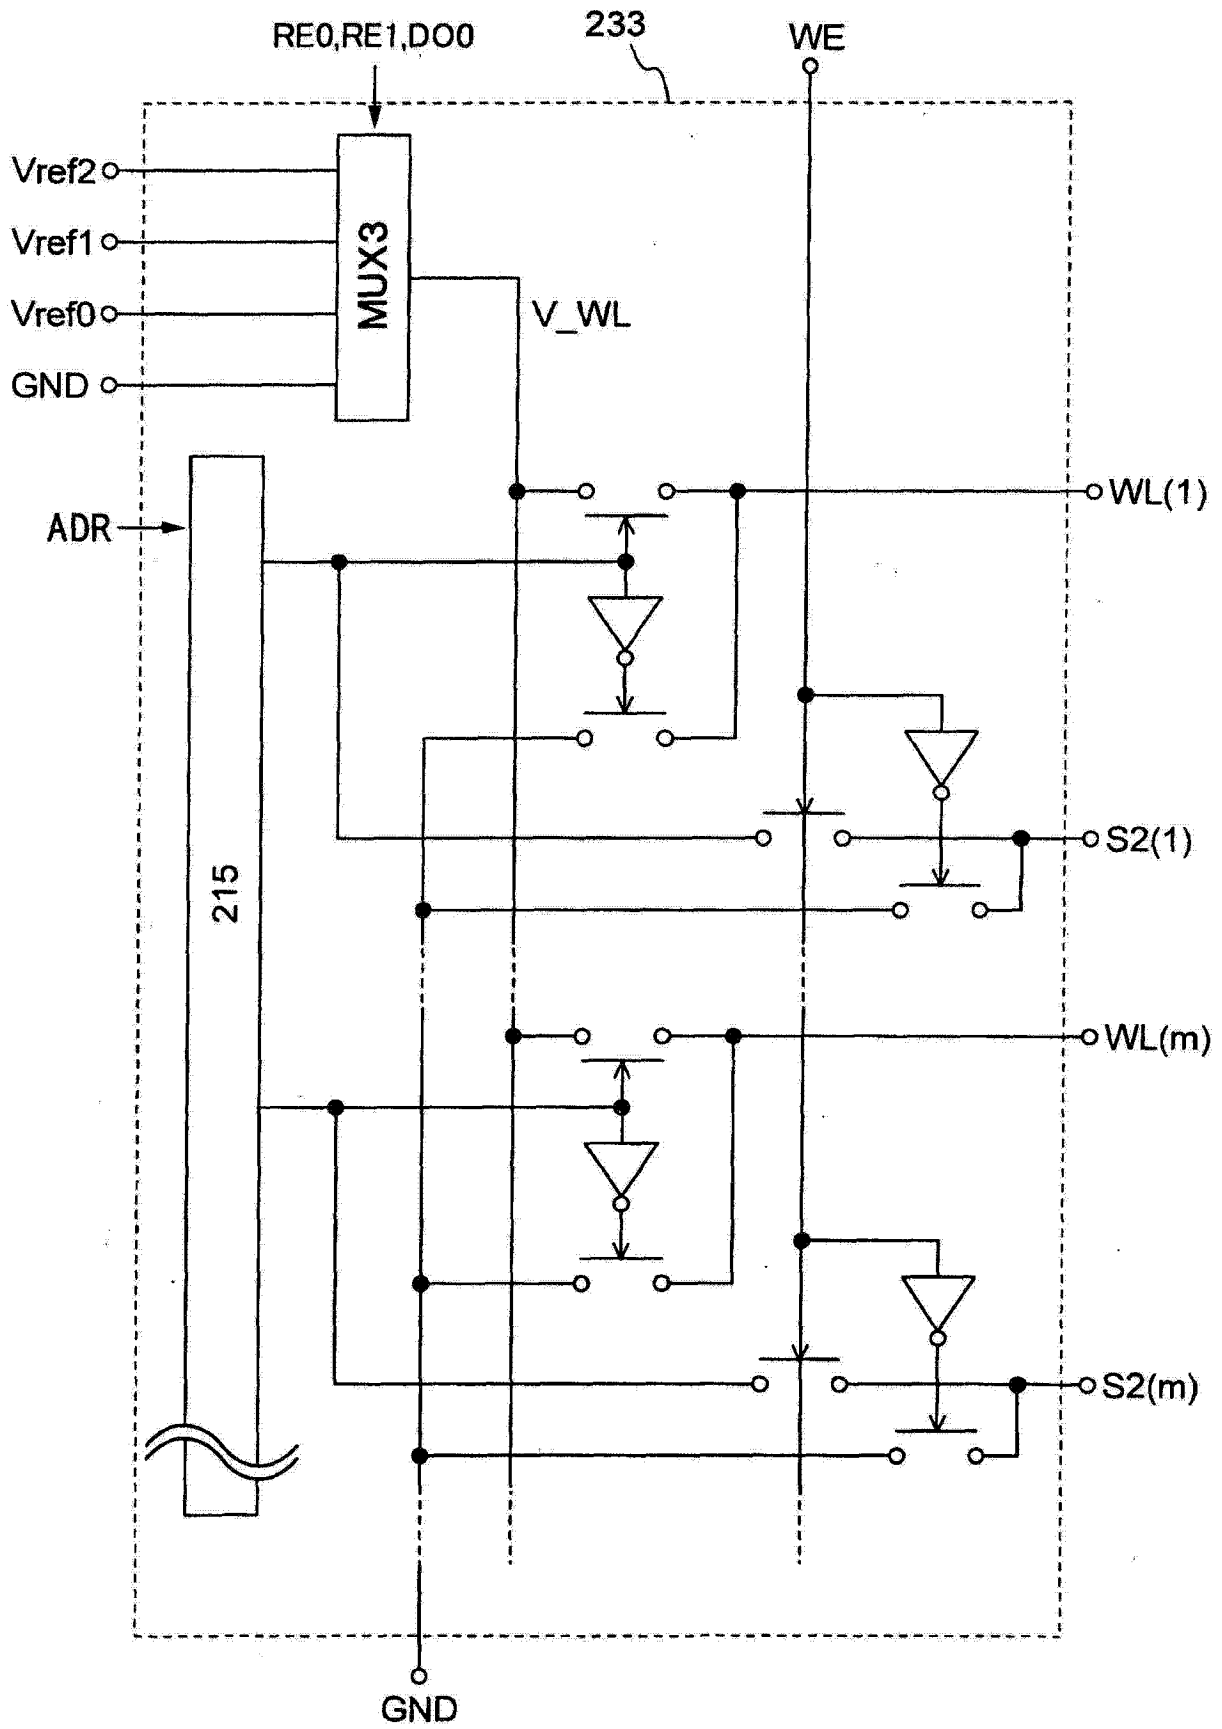 RE0,RE1,DO0
233
WE
Vref2
Vref1
Vref0
GND
MUX3
V_WL
ADR
WL(1)
215
S2(1)
WL(m)
S2(m)
GND